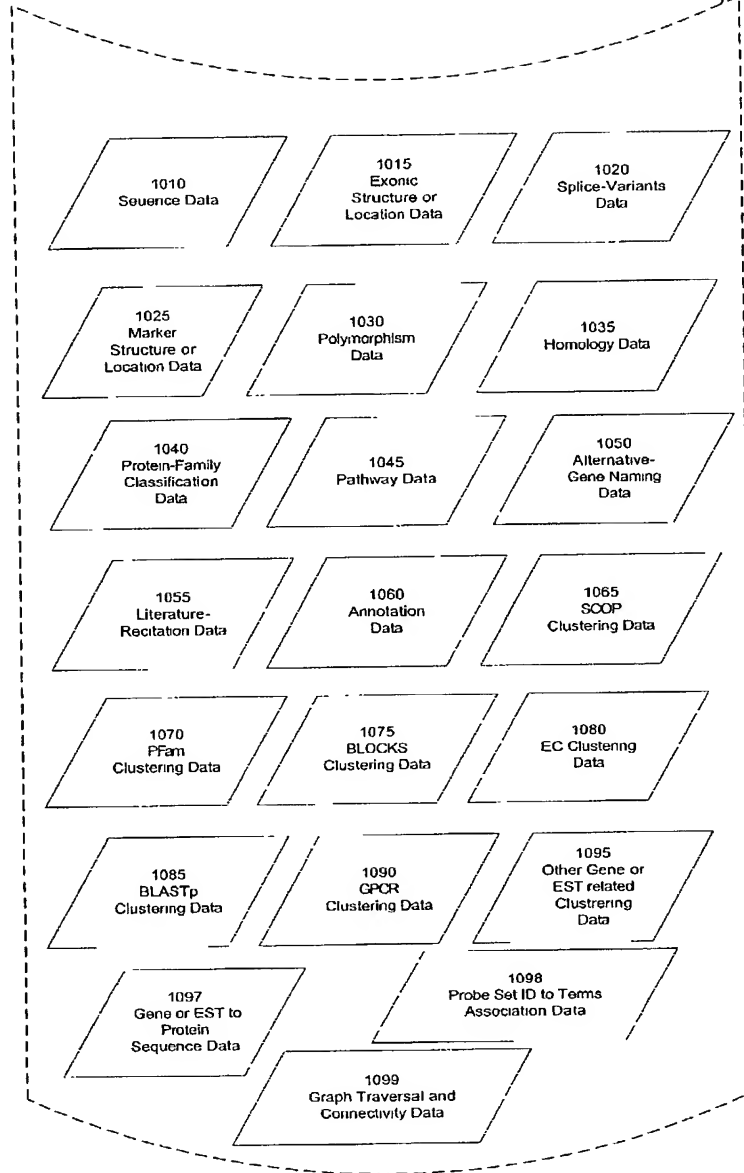 1010
Seuence Data
1015
Exonic
Structure or
Location Data
1020
Splice-Variants
Data
1025
Marker
Structure or
Location Data
1030
Polymorphism
Data
1035
Homology Data
1040
Protein-Family
Classification
Data
1045
Pathway Data
1050
Alternative-
Gene Naming
Data
1055
Literature-
Recitation Data
1060
Annotation
Data
1065
SCOP
Clustering Data
1070
PFam
Clustering Data
1075
BLOCKS
Clustering Data
1080
EC Clustering
Data
1085
BLASTp
Clustering Data
1090
GPCR
Clustering Data
1095
Other Gene or
EST related
Clustrering
Data
1097
Gene or EST to
Protein
Sequence Data
1098
Probe Set ID to Terms
Association Data
1099
Graph Traversal and
Connectivity Data